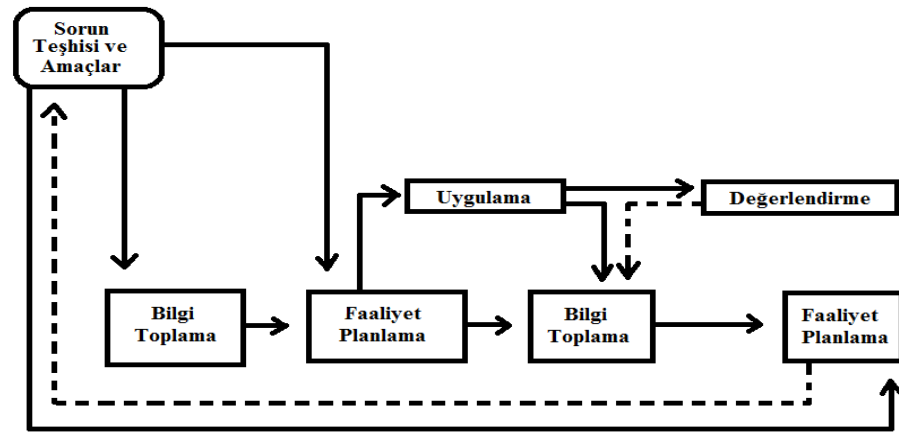 Sorun
Teşhisi ve
Amaçlar
Uygulama
Değerlendirme
Bilgi
Toplama
Faaliyet
Planlama
Bilgi
Toplama
Faaliyet
Planlama